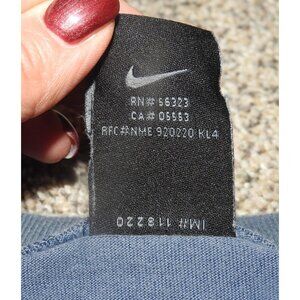 RN# 56323
CA# 05553
RFC#NME 920220 KL4
IM# 118220